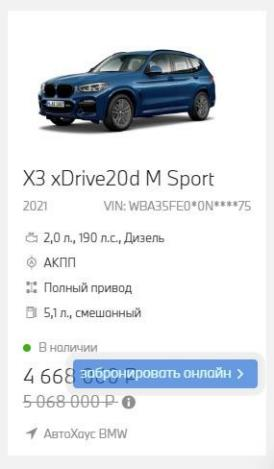 X3 xDrive20d M Sport
2021 VIN: WBA35FE0*0N****75
2,0 л., 190 л.с., Дизель
АКПП
Полный привод
5,1 л., смешанный
В наличии
4 668
забронировать онлайн >
5 068 000 ₽ i
АвтоХаус BMW